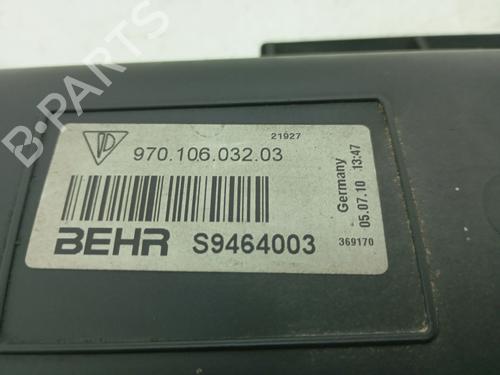 B-PARTS
21927
970.106.032.03
BEHR S9464003
Germany
05.07.10 13:47
369170